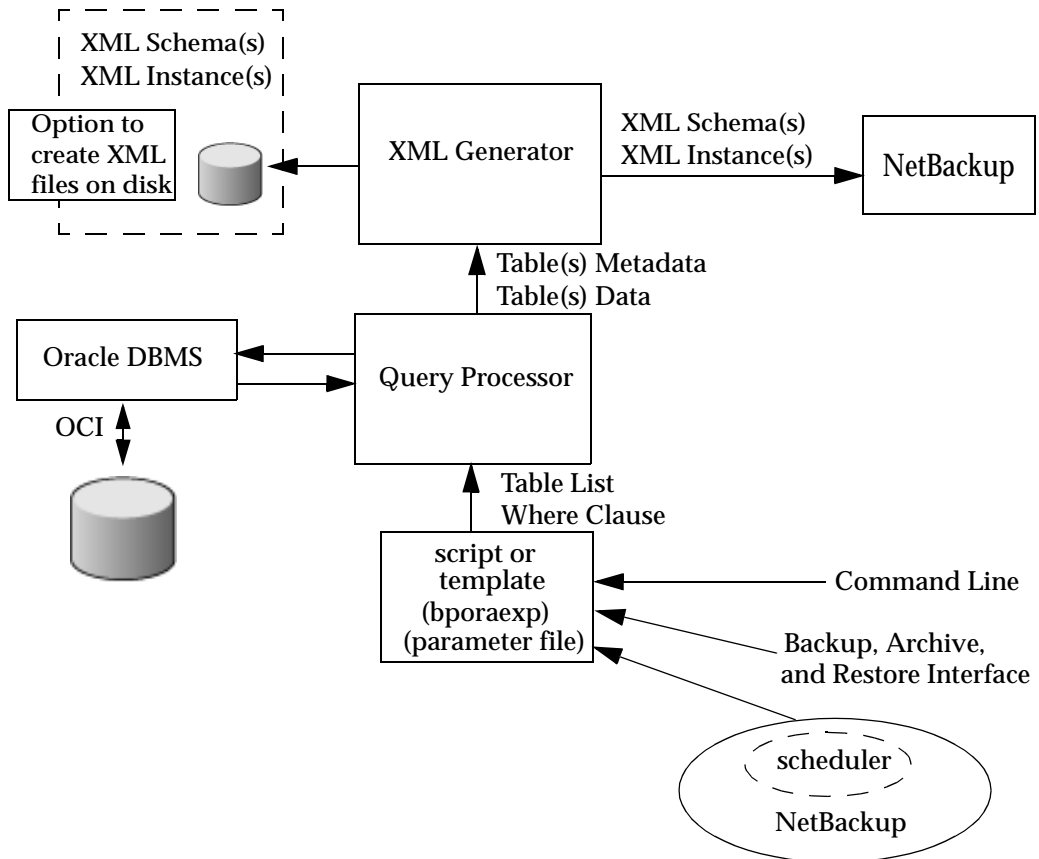 XML Schema(s)
XML Instance(s)
Option to
create XML
files on disk
XML Generator
XML Schema(s)
XML Instance(s)
NetBackup
Table(s) Metadata
Table(s) Data
Oracle DBMS
Query Processor
OCI
Table List
Where Clause
script or
template
(bporaexp)
(parameter file)
Command Line
Backup, Archive,
and Restore Interface
scheduler
NetBackup